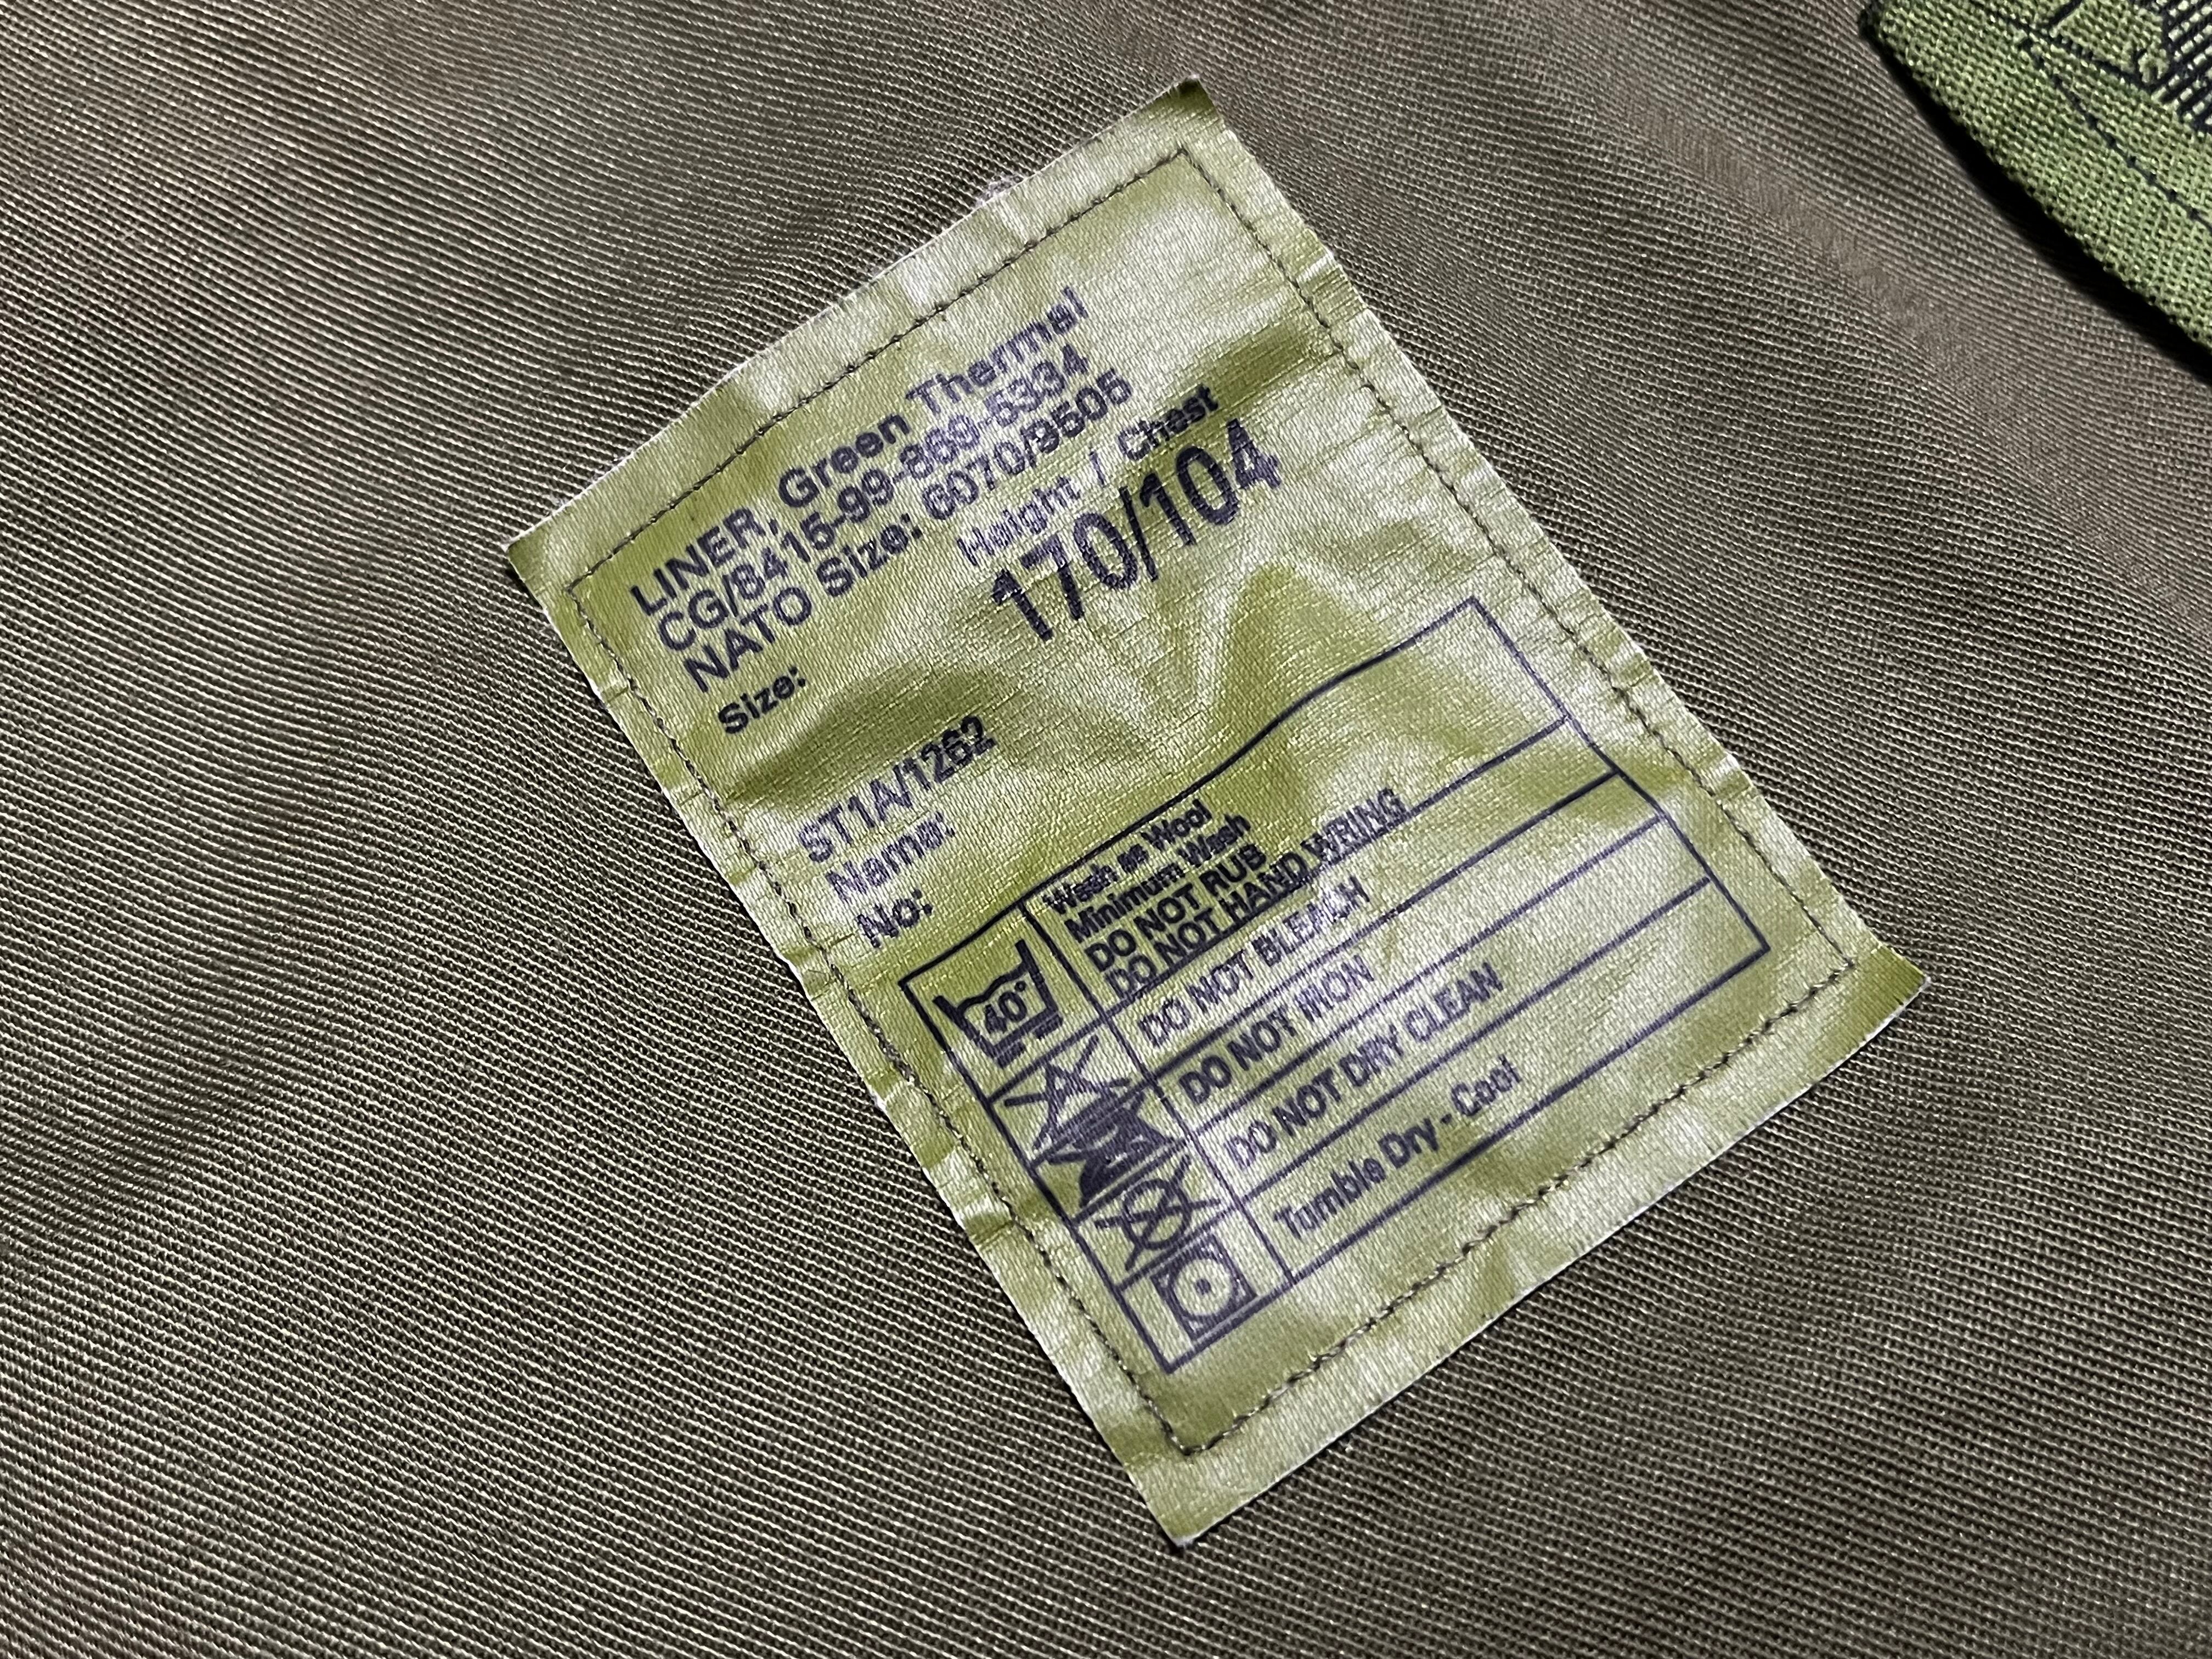 LINER, Green Thermal
CG/8415-99-869-5334
NATO Size: 6070/9505
Height / Chest
Size: 170/104
ST1A/1262
Name:
No:
40°
Wash as Wool
Minimum Wash
DO NOT RUB
DO NOT HAND WRING
DO NOT BLEACH
DO NOT IRON
DO NOT DRY CLEAN
Tumble Dry - Cool